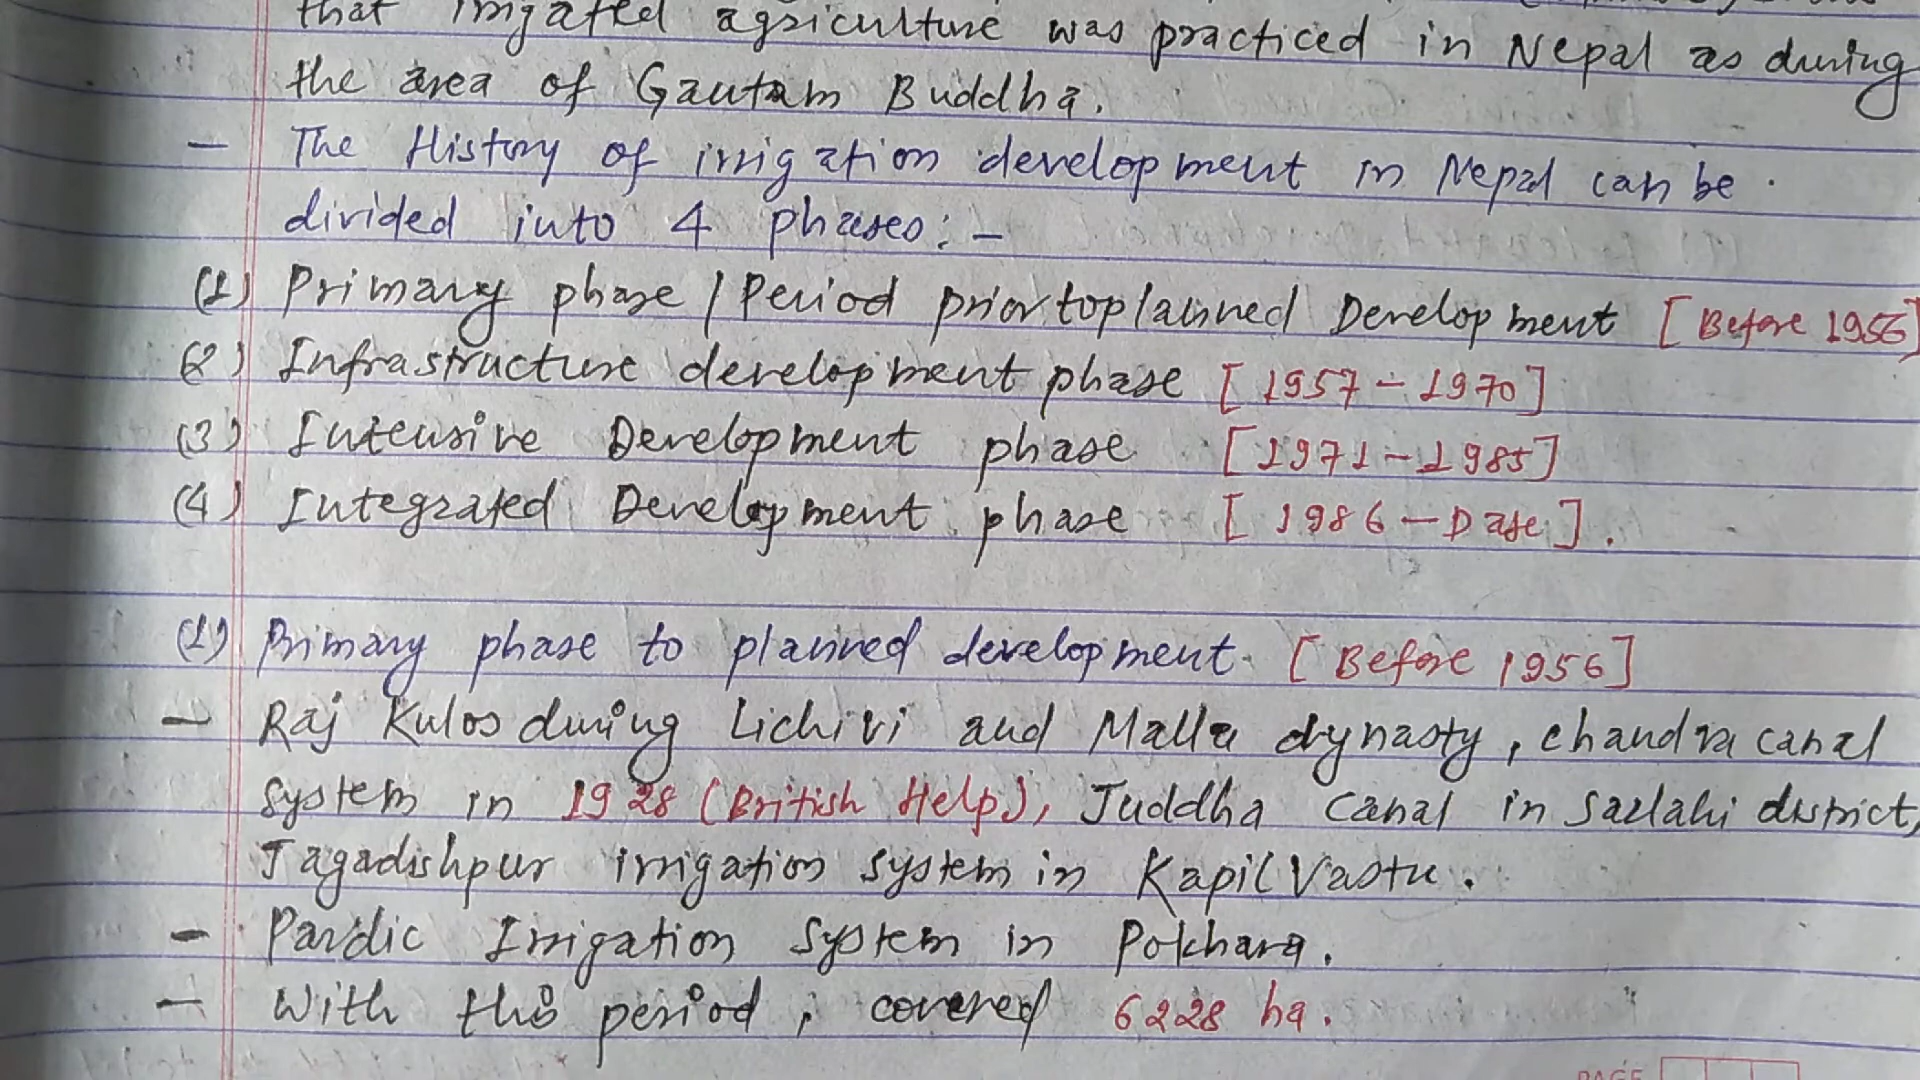 that irrigated agriculture was practiced in Nepal as during
the area of Gautam Buddha.
- The History of irrigation development in Nepal can be
divided into 4 phases: -
(1) Primary phase / Period prior to planned Development [Before 1956]
(2) Infrastructure development phase [1957 - 1970]
(3) Intensive Development phase [1971 - 1985]
(4) Integrated Development phase [1986 - Date].
(1) Primary phase to planned development. [Before 1956]
- Raj Kulos during Lichivi and Malla dynasty, chandra canal
system in 1928 (British Help), Juddha Canal in Sarlahi district,
Jagadishpur irrigation system in Kapil Vastu.
- Pardic Irrigation System in Pokhara.
- With this period, covered 6228 ha.
PAGE